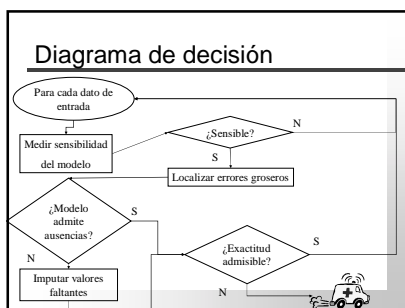 Diagrama de decisión
Para cada dato de
entrada
Medir sensibilidad
del modelo
¿Sensible?
N
S
Localizar errores groseros
¿Modelo
admite
ausencias?
S
N
¿Exactitud
admisible?
S
N
Imputar valores
faltantes